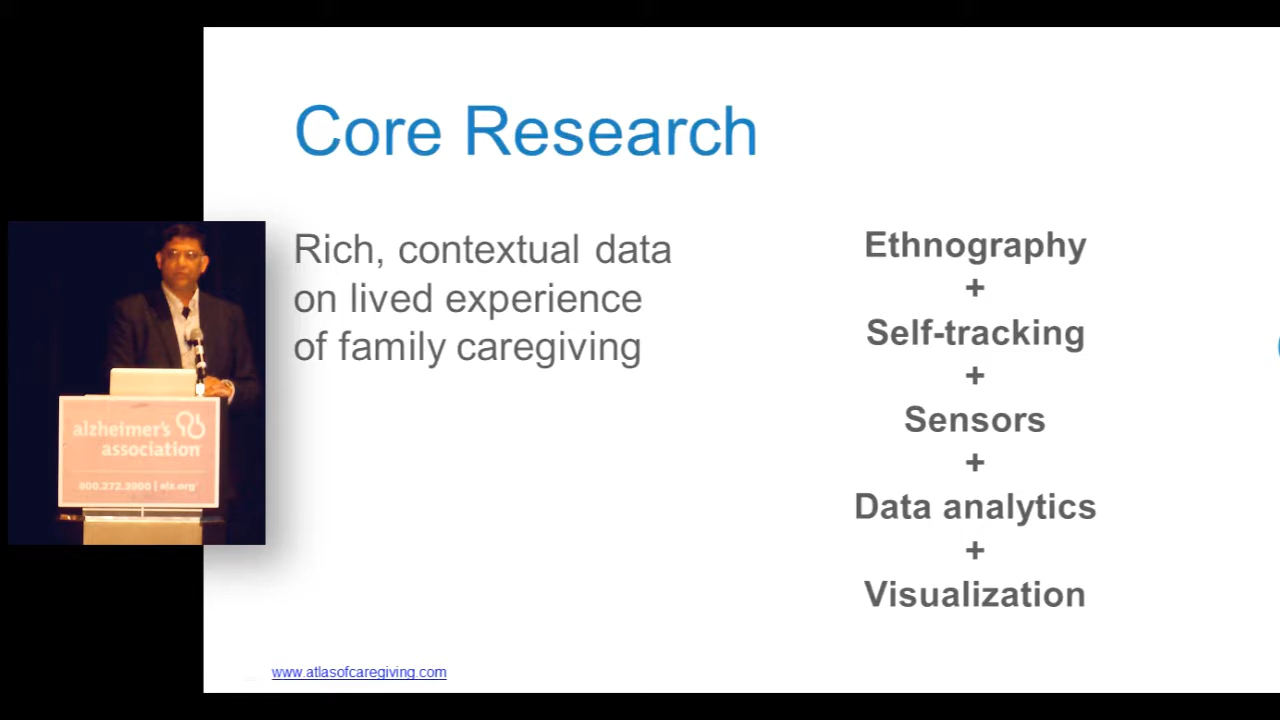 Core Research
Rich, contextual data
on lived experience
of family caregiving
Ethnography
+
Self-tracking
+
Sensors
+
Data analytics
+
Visualization
alzheimer's
association
800.272.3900 | alz.org
www.atlasofcaregiving.com